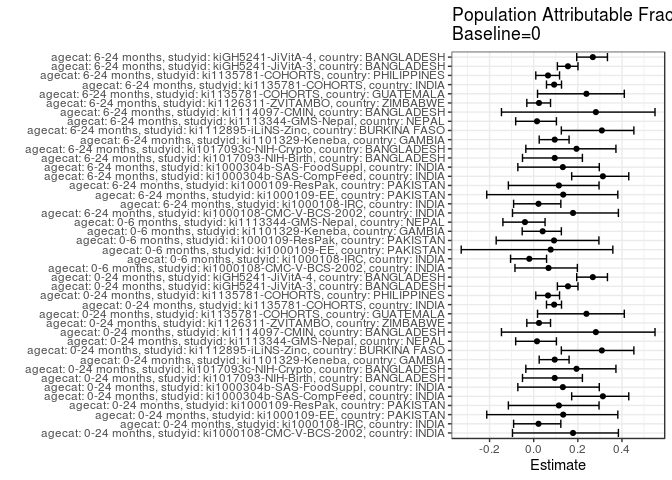 Population Attributable Frac
Baseline=0
agecat: 6-24 months, studyid: kiGH5241-JiVitA-4, country: BANGLADESH
agecat: 6-24 months, studyid: kiGH5241-JiVitA-3, country: BANGLADESH
agecat: 6-24 months, studyid: ki1135781-COHORTS, country: PHILIPPINES
agecat: 6-24 months, studyid: ki1135781-COHORTS, country: INDIA
agecat: 6-24 months, studyid: ki1135781-COHORTS, country: GUATEMALA
agecat: 6-24 months, studyid: ki1126311-ZVITAMBO, country: ZIMBABWE
agecat: 6-24 months, studyid: ki1114097-CMIN, country: BANGLADESH
agecat: 6-24 months, studyid: ki1113344-GMS-Nepal, country: NEPAL
agecat: 6-24 months, studyid: ki1112895-iLiNS-Zinc, country: BURKINA FASO
agecat: 6-24 months, studyid: ki1101329-Keneba, country: GAMBIA
agecat: 6-24 months, studyid: ki1017093c-NIH-Crypto, country: BANGLADESH
agecat: 6-24 months, studyid: ki1017093-NIH-Birth, country: BANGLADESH
agecat: 6-24 months, studyid: ki1000304b-SAS-FoodSuppl, country: INDIA
agecat: 6-24 months, studyid: ki1000304b-SAS-CompFeed, country: INDIA
agecat: 6-24 months, studyid: ki1000109-ResPak, country: PAKISTAN
agecat: 6-24 months, studyid: ki1000109-EE, country: PAKISTAN
agecat: 6-24 months, studyid: ki1000108-IRC, country: INDIA
agecat: 6-24 months, studyid: ki1000108-CMC-V-BCS-2002, country: INDIA
agecat: 0-6 months, studyid: ki1113344-GMS-Nepal, country: NEPAL
agecat: 0-6 months, studyid: ki1101329-Keneba, country: GAMBIA
agecat: 0-6 months, studyid: ki1000109-ResPak, country: PAKISTAN
agecat: 0-6 months, studyid: ki1000109-EE, country: PAKISTAN
agecat: 0-6 months, studyid: ki1000108-IRC, country: INDIA
agecat: 0-6 months, studyid: ki1000108-CMC-V-BCS-2002, country: INDIA
agecat: 0-24 months, studyid: kiGH5241-JiVitA-4, country: BANGLADESH
agecat: 0-24 months, studyid: kiGH5241-JiVitA-3, country: BANGLADESH
agecat: 0-24 months, studyid: ki1135781-COHORTS, country: PHILIPPINES
agecat: 0-24 months, studyid: ki1135781-COHORTS, country: INDIA
agecat: 0-24 months, studyid: ki1135781-COHORTS, country: GUATEMALA
agecat: 0-24 months, studyid: ki1126311-ZVITAMBO, country: ZIMBABWE
agecat: 0-24 months, studyid: ki1114097-CMIN, country: BANGLADESH
agecat: 0-24 months, studyid: ki1113344-GMS-Nepal, country: NEPAL
agecat: 0-24 months, studyid: ki1112895-iLiNS-Zinc, country: BURKINA FASO
agecat: 0-24 months, studyid: ki1101329-Keneba, country: GAMBIA
agecat: 0-24 months, studyid: ki1017093c-NIH-Crypto, country: BANGLADESH
agecat: 0-24 months, studyid: ki1017093-NIH-Birth, country: BANGLADESH
agecat: 0-24 months, studyid: ki1000304b-SAS-FoodSuppl, country: INDIA
agecat: 0-24 months, studyid: ki1000304b-SAS-CompFeed, country: INDIA
agecat: 0-24 months, studyid: ki1000109-ResPak, country: PAKISTAN
agecat: 0-24 months, studyid: ki1000109-EE, country: PAKISTAN
agecat: 0-24 months, studyid: ki1000108-IRC, country: INDIA
agecat: 0-24 months, studyid: ki1000108-CMC-V-BCS-2002, country: INDIA
-0.2 0.0 0.2 0.4
Estimate